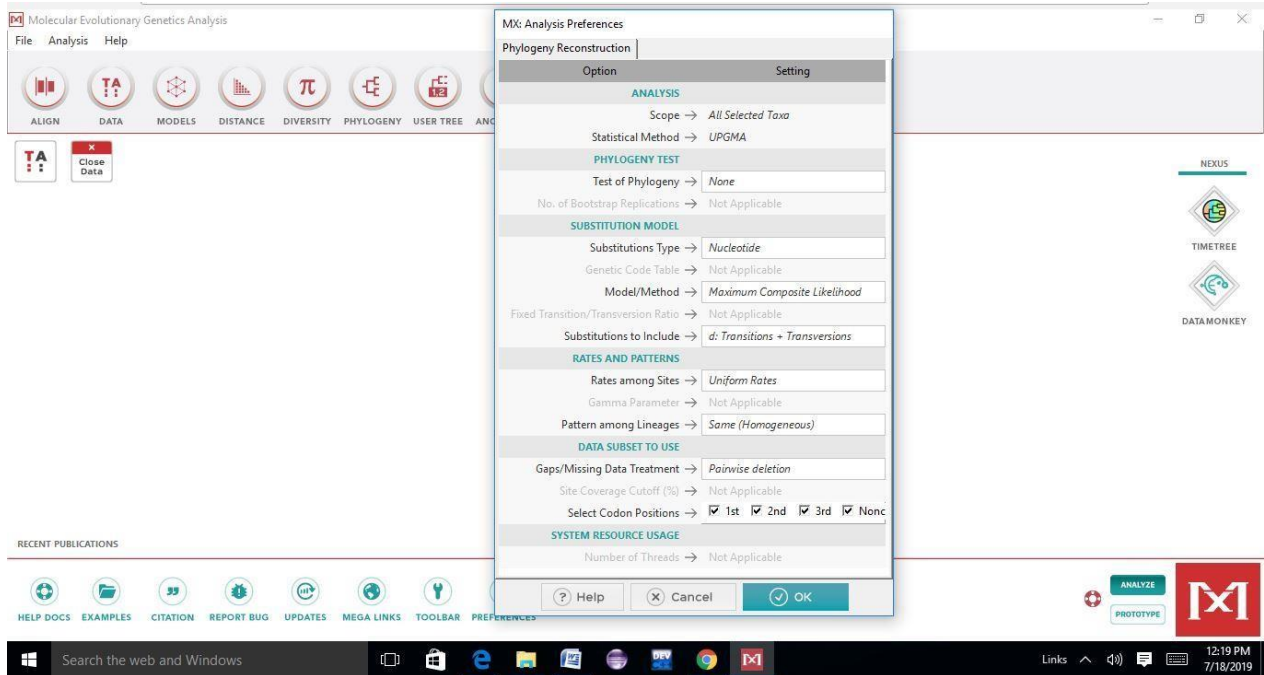 Molecular Evolutionary Genetics Analysis
File Analysis Help
ALIGN DATA MODELS DISTANCE DIVERSITY PHYLOGENY USER TREE ANC
TA
Close
Data
MX: Analysis Preferences
Phylogeny Reconstruction
Option Setting
ANALYSIS
Scope → All Selected Taxa
Statistical Method → UPGMA
PHYLOGENY TEST
Test of Phylogeny → None
No. of Bootstrap Replications → Not Applicable
SUBSTITUTION MODEL
Substitutions Type → Nucleotide
Genetic Code Table → Not Applicable
Model/Method → Maximum Composite Likelihood
Fixed Transition/Transversion Ratio → Not Applicable
Substitutions to Include → d: Transitions + Transversions
RATES AND PATTERNS
Rates among Sites → Uniform Rates
Gamma Parameter → Not Applicable
Pattern among Lineages → Same (Homogeneous)
DATA SUBSET TO USE
Gaps/Missing Data Treatment → Pairwise deletion
Site Coverage Cutoff (%) → Not Applicable
Select Codon Positions → 1st 2nd 3rd Nonc
SYSTEM RESOURCE USAGE
Number of Threads → Not Applicable
Help Cancel OK
NEXUS
TIMETREE
DATAMONKEY
RECENT PUBLICATIONS
HELP DOCS EXAMPLES CITATION REPORT BUG UPDATES MEGA LINKS TOOLBAR PREFERENCES
ANALYZE
PROTOTYPE
Search the web and Windows
DEV
Links
12:19 PM
7/18/2019